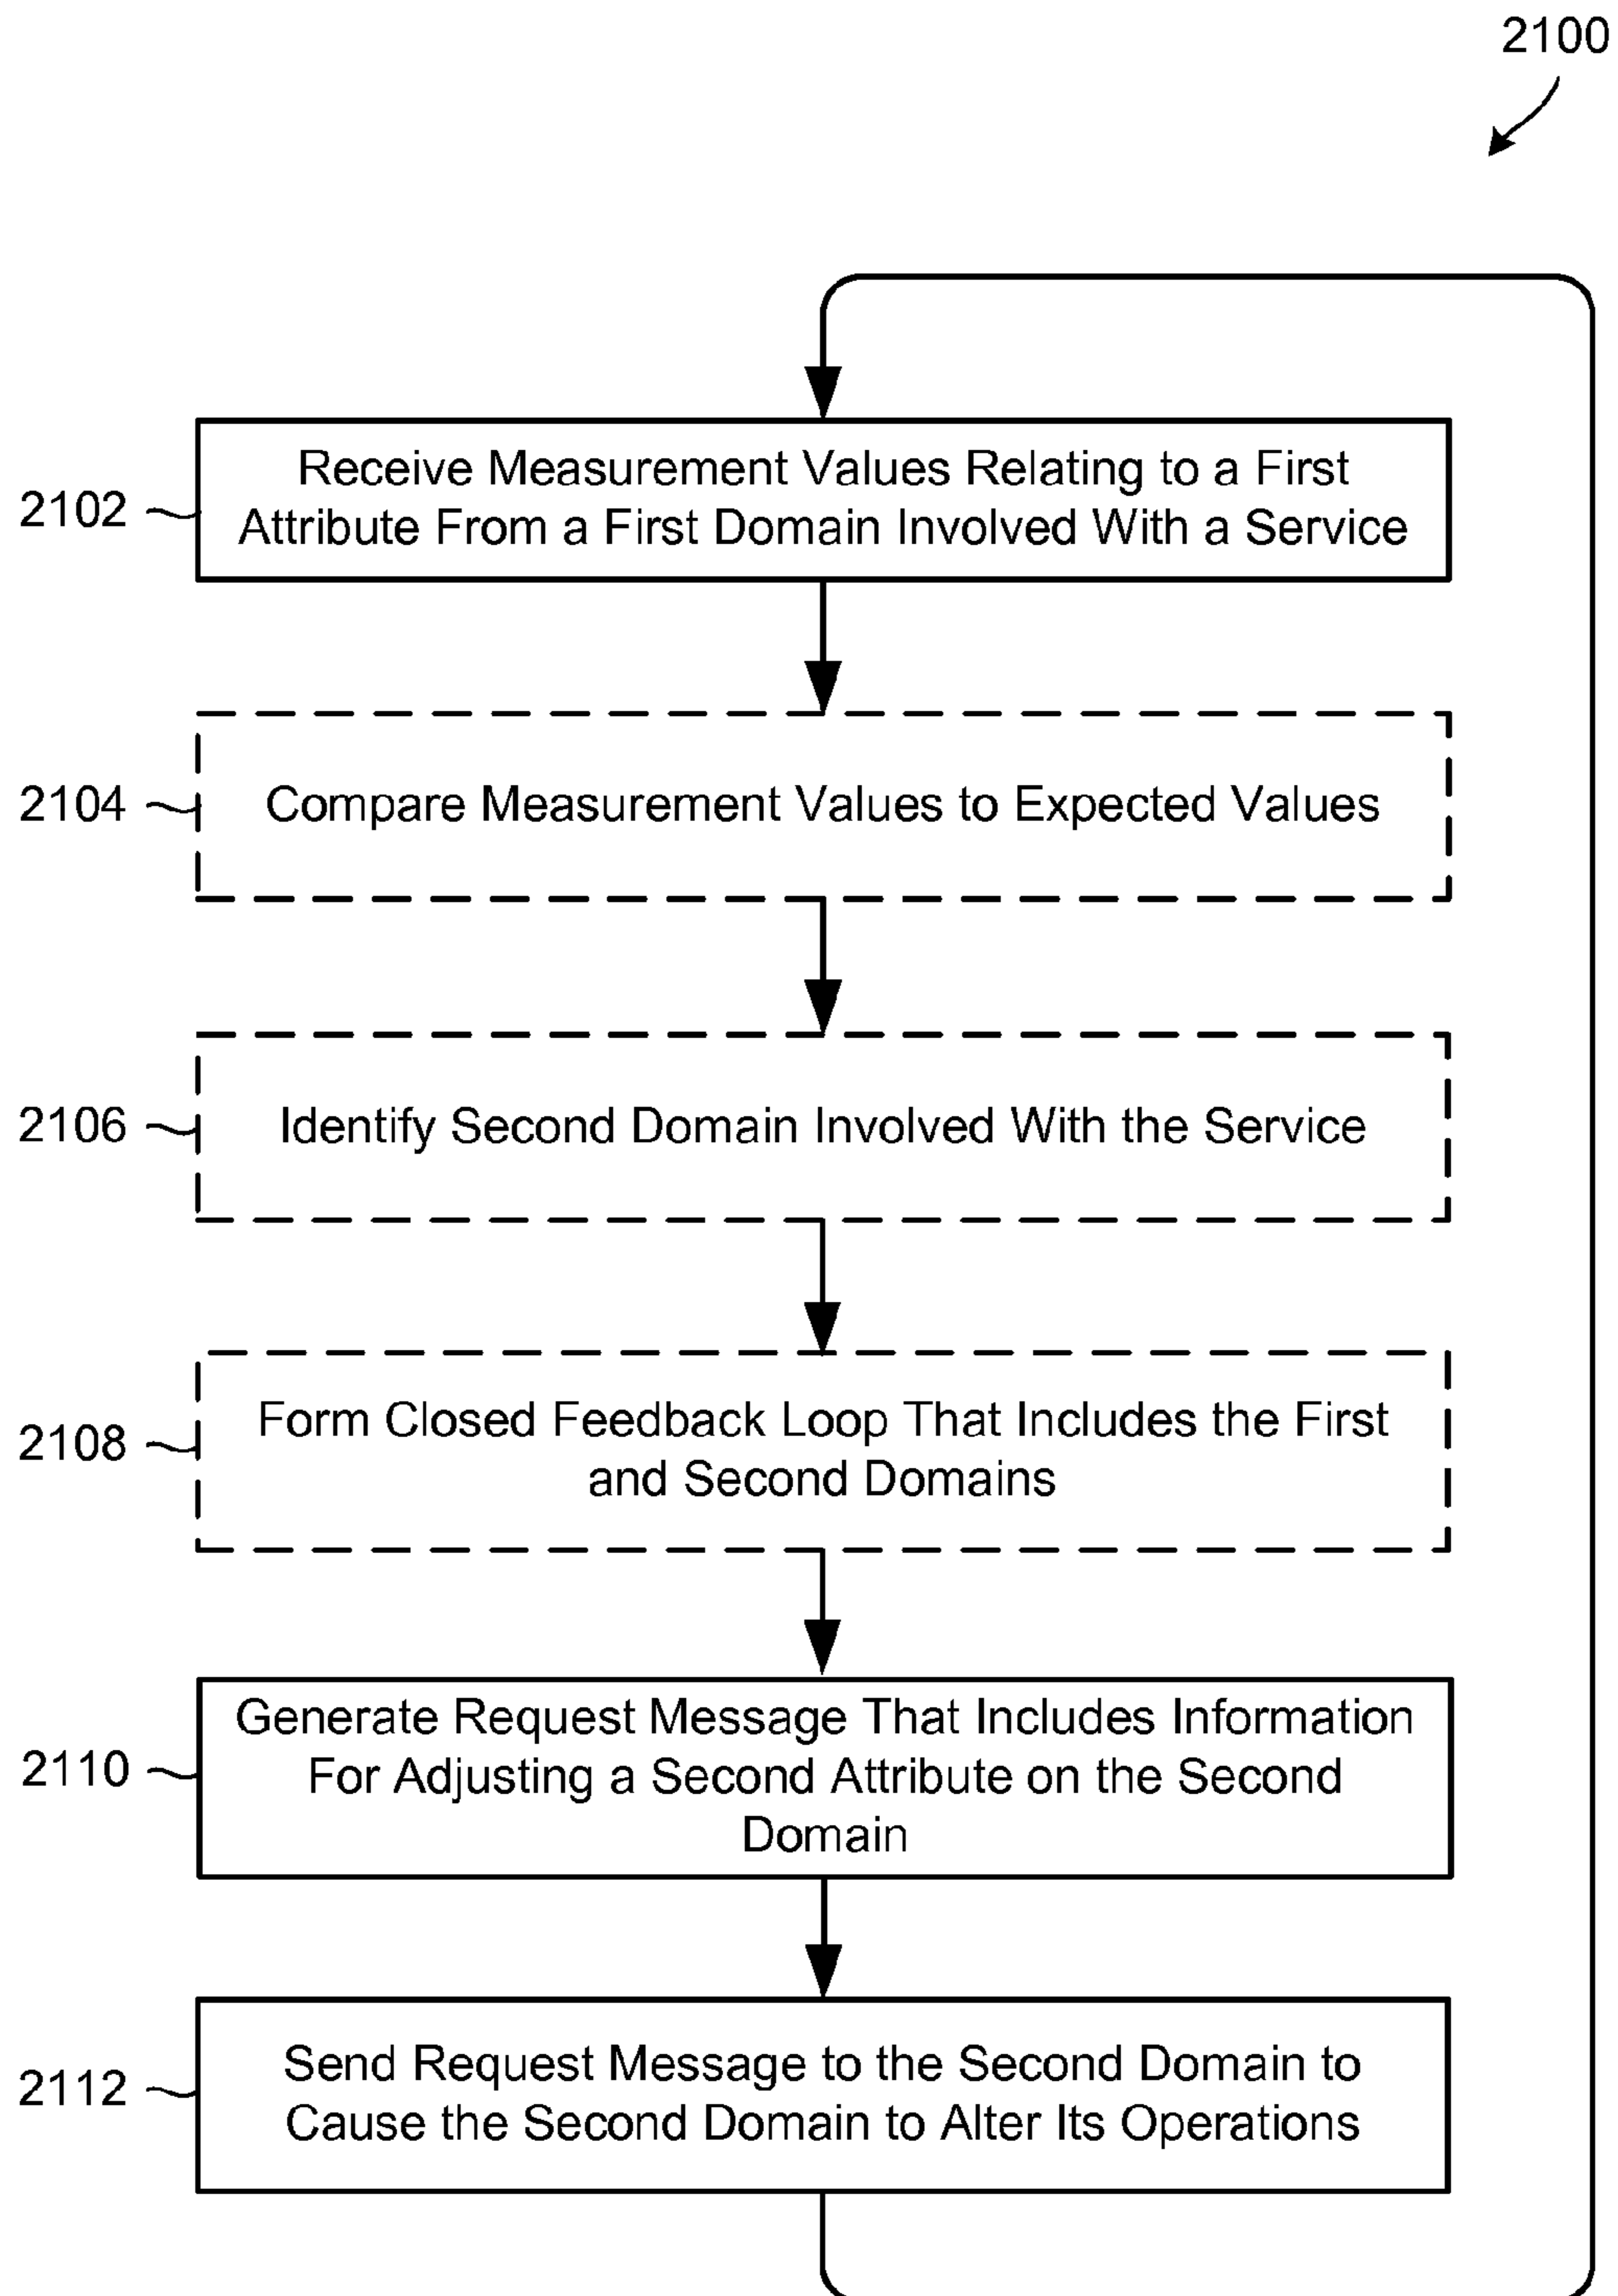 2100
2102
Receive Measurement Values Relating to a First
Attribute From a First Domain Involved With a Service
2104
Compare Measurement Values to Expected Values
2106
Identify Second Domain Involved With the Service
2108
Form Closed Feedback Loop That Includes the First
and Second Domains
2110
Generate Request Message That Includes Information
For Adjusting a Second Attribute on the Second
Domain
2112
Send Request Message to the Second Domain to
Cause the Second Domain to Alter Its Operations